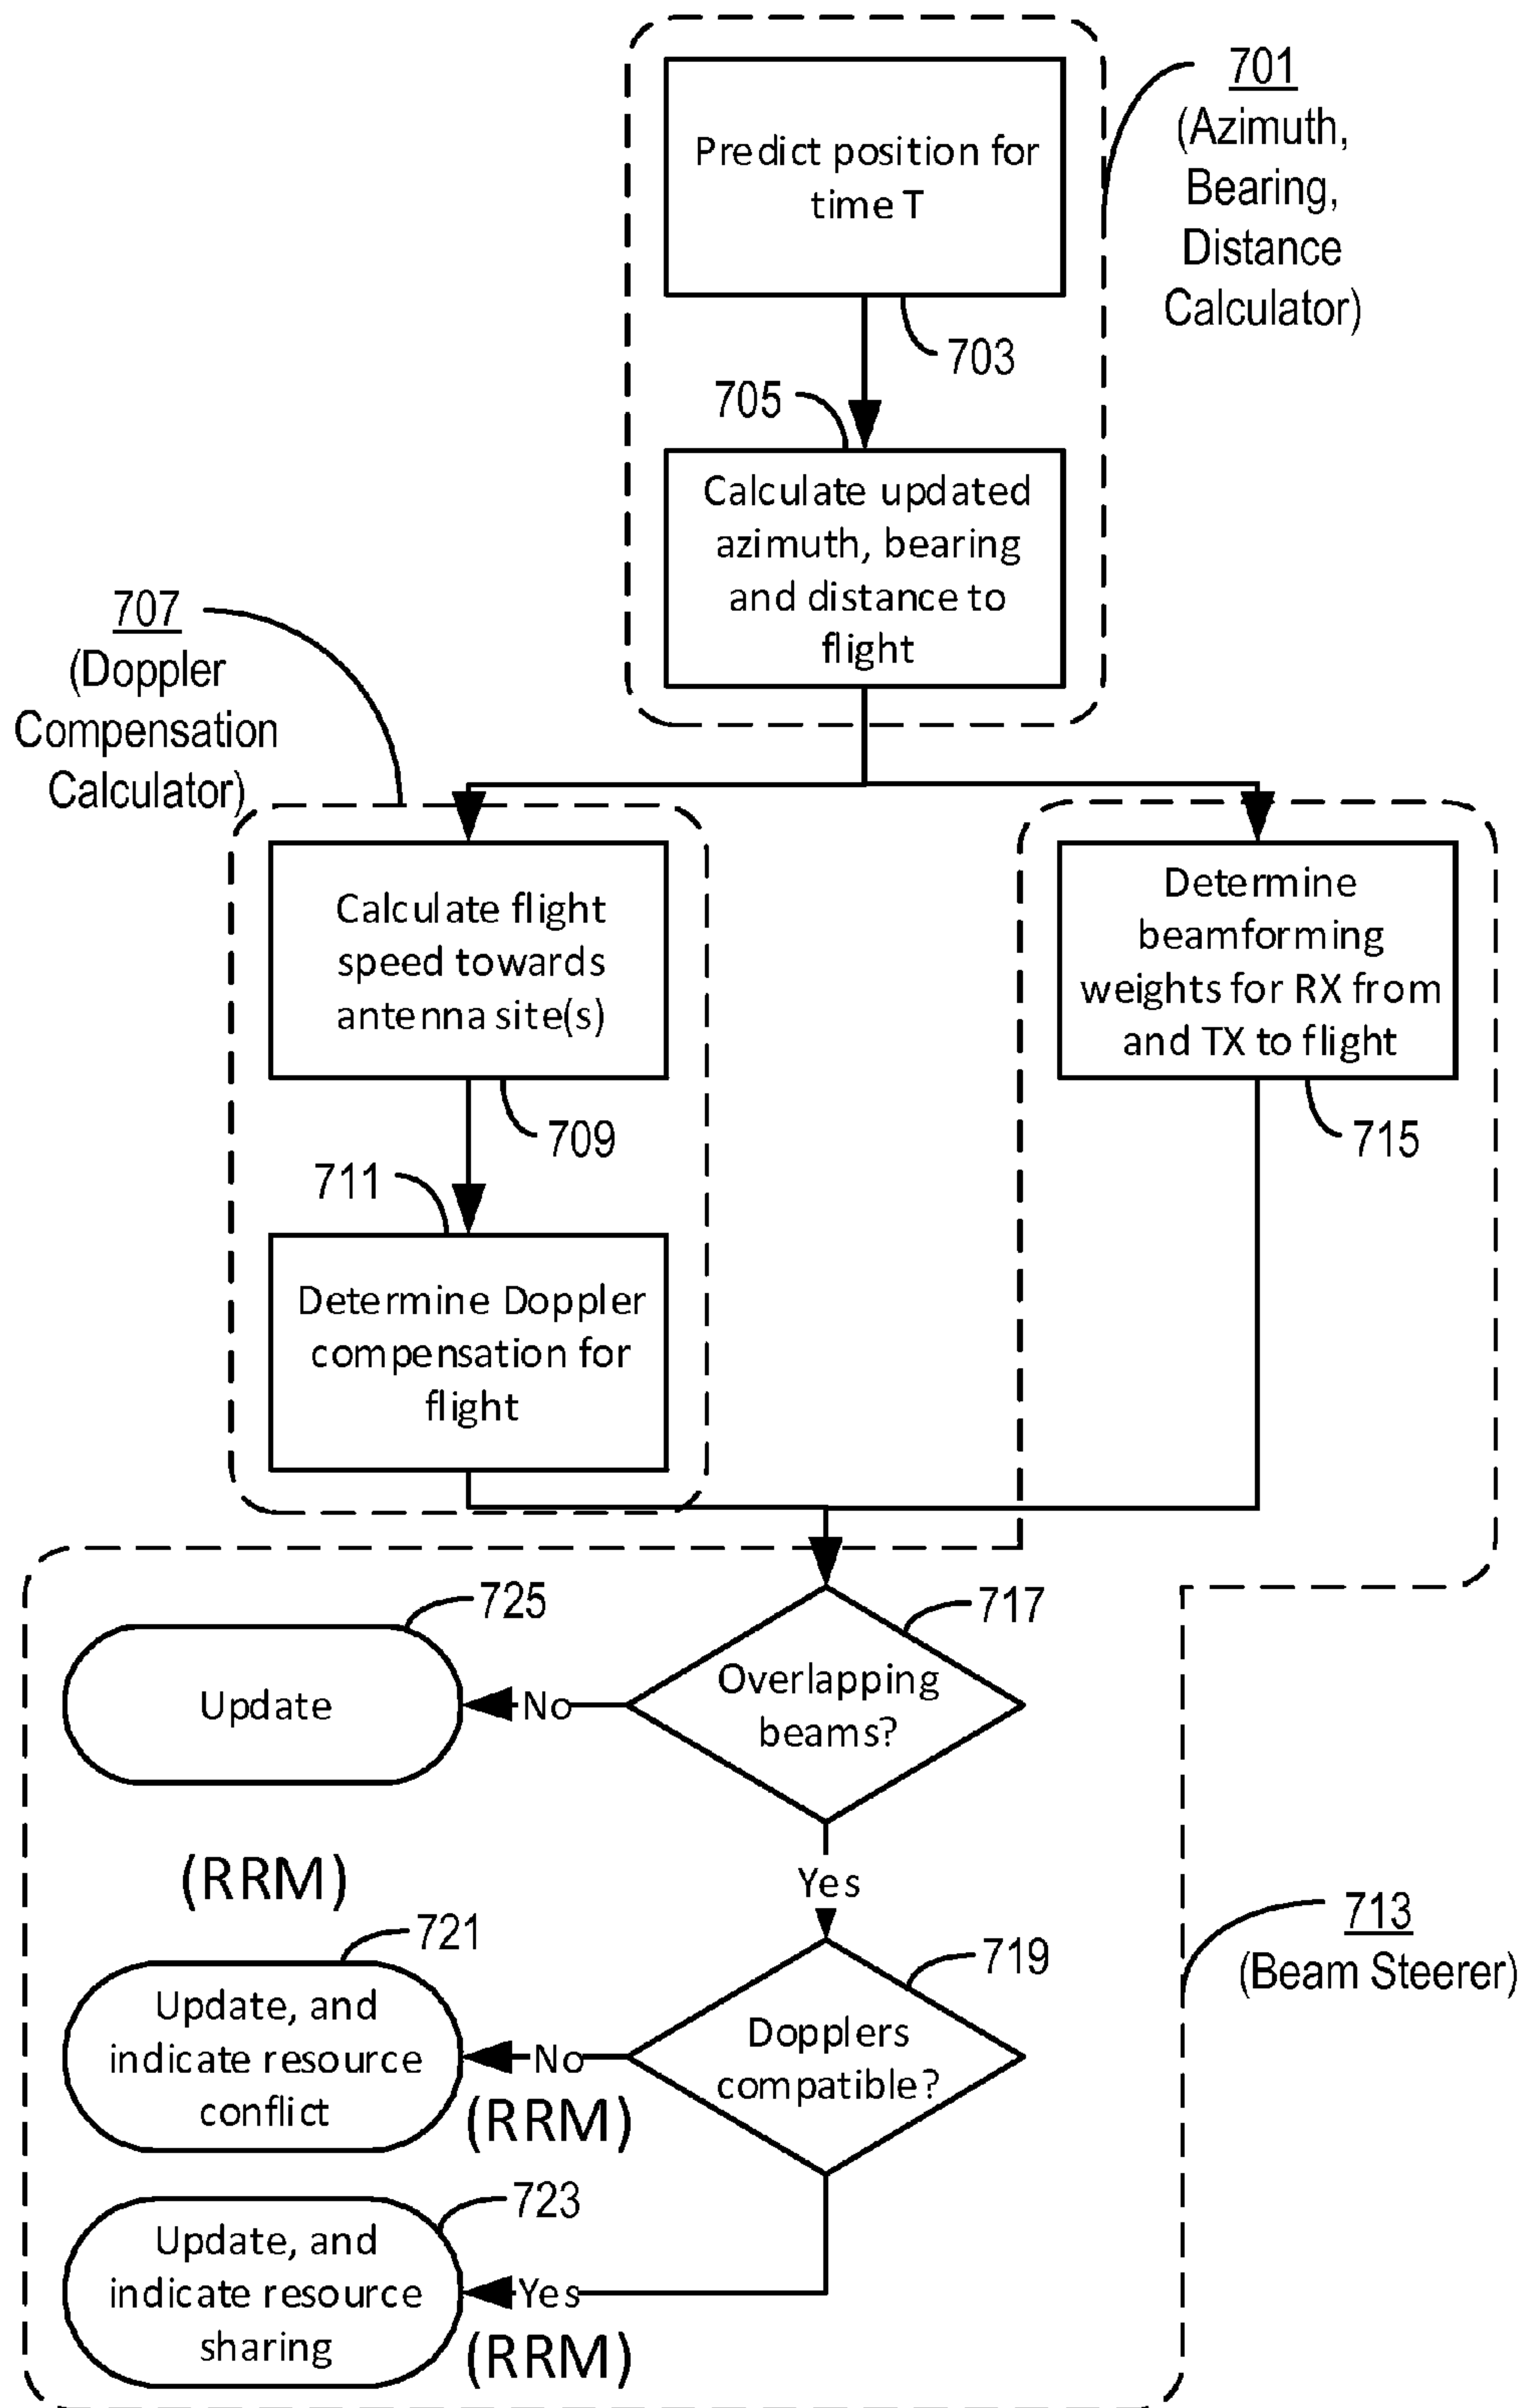 701
(Azimuth,
Bearing,
Distance
Calculator)
Predict position for
time T
703
705
Calculate updated
azimuth, bearing
and distance to
flight
707
(Doppler
Compensation
Calculator)
Calculate flight
speed towards
antenna site(s)
709
Determine
beamforming
weights for RX from
and TX to flight
715
711
Determine Doppler
compensation for
flight
725
717
Update
No
Overlapping
beams?
(RRM)
Yes
713
(Beam Steerer)
721
719
Update, and
indicate resource
conflict
No
(RRM)
Dopplers
compatible?
723
Update, and
indicate resource
sharing
Yes
(RRM)